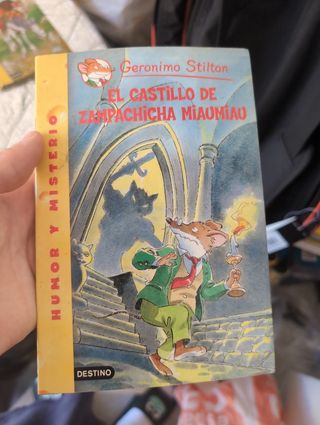 Geronimo Stilton
EL CASTILLO DE
ZAMPACHICHA MIAUMIAU
HUMOR Y MISTERIO
DESTINO